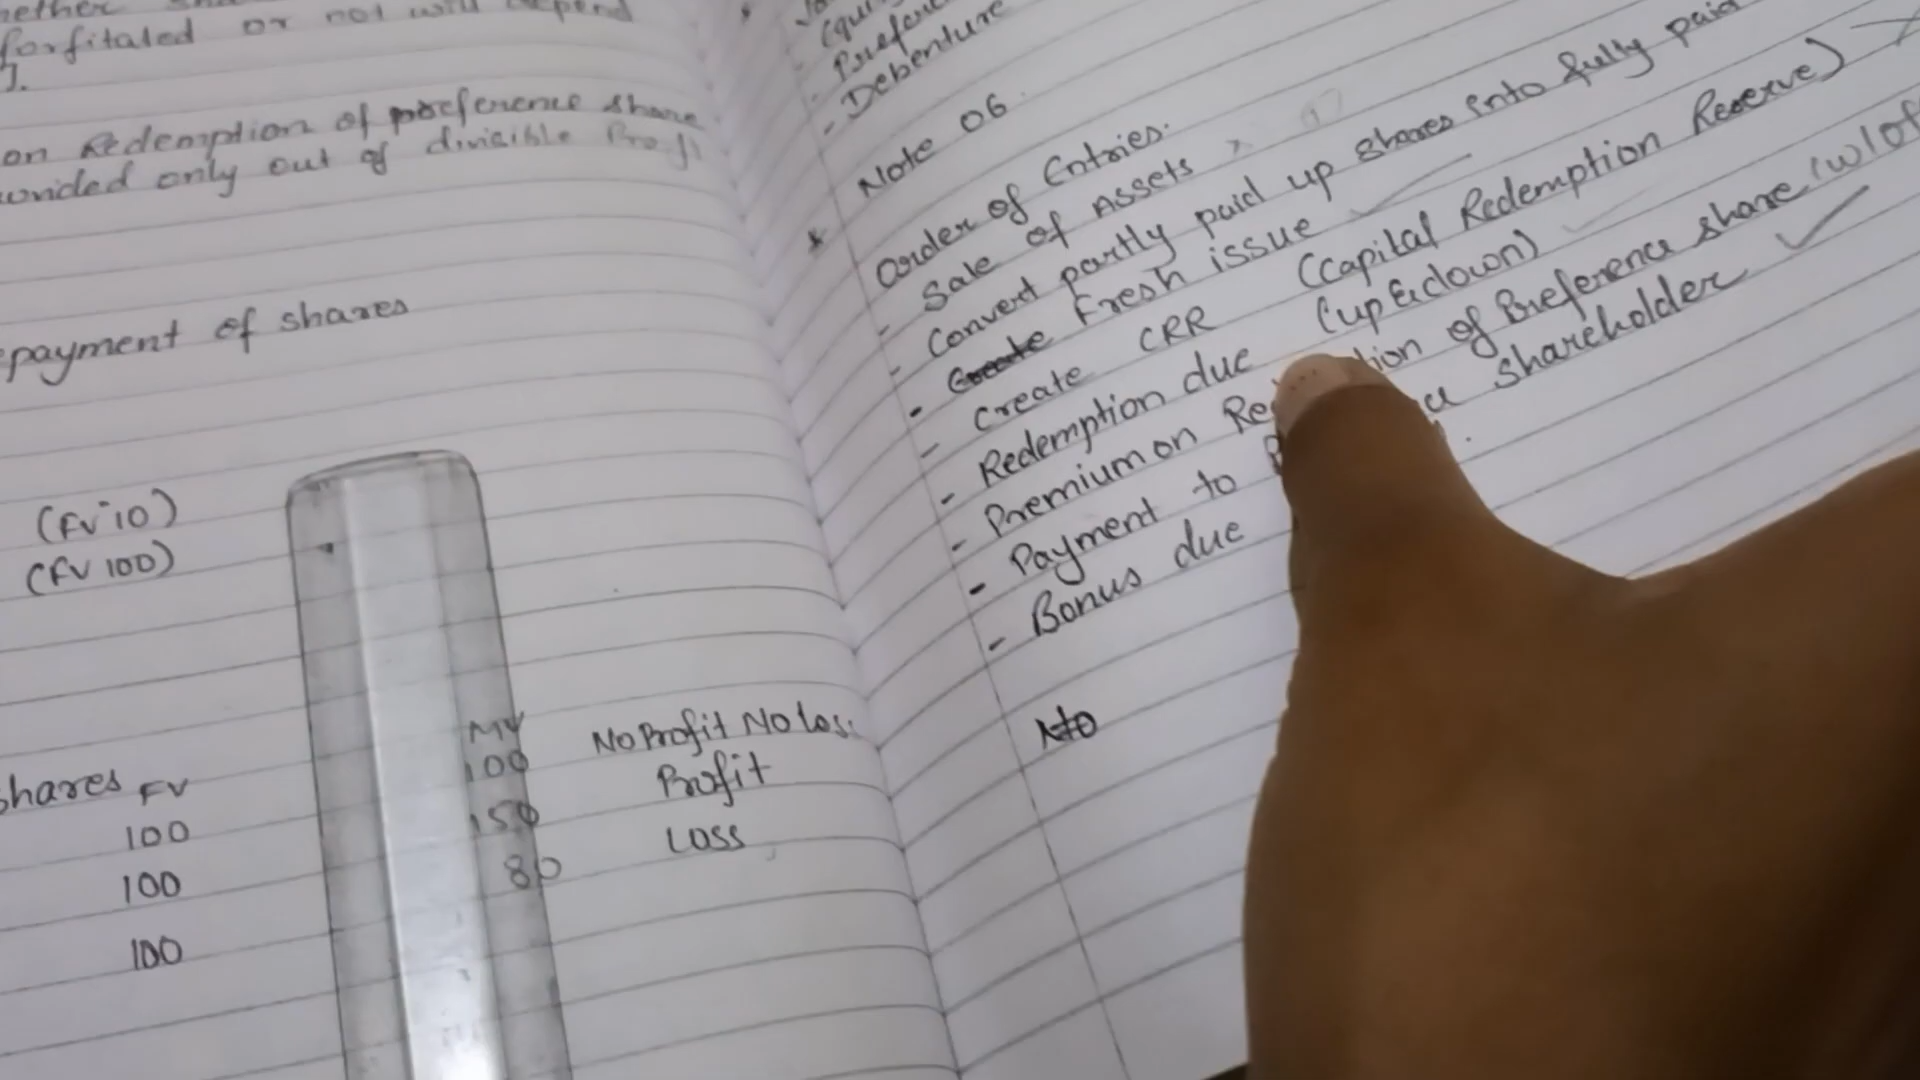 forfitated or not will depend
on Redemption of preference share
only out of divisible Profi
payment of shares
(FV 10)
(FV 100)
shares FV MV
100 100 No Profit No Loss
100 150 Profit
100 80 Loss
Debenture
* Note 06
Order of Entries:
- Sale of Assets
- Convert partly paid up shares into fully paid
- Fresh issue
- Create CRR (Capital Redemption Reserve)
- Redemption due (up & down)
- Premium on of Preference share (w/of
- Payment to shareholder
- Bonus due